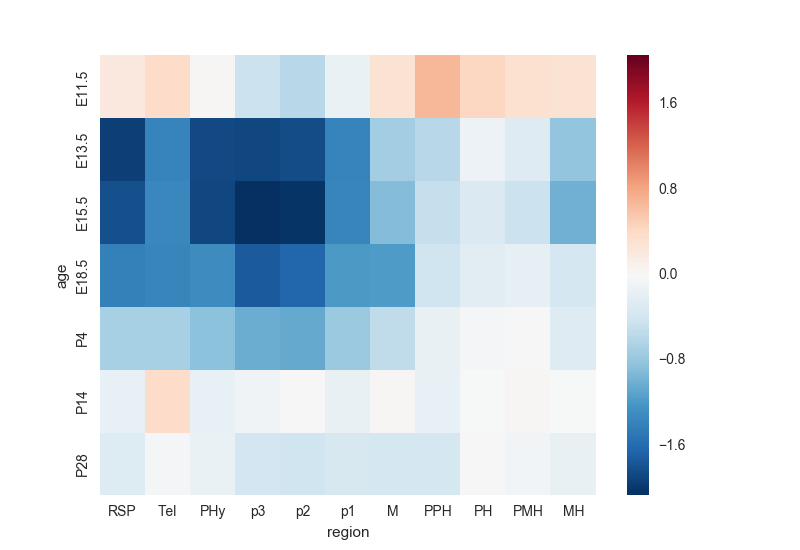 E11.5
E13.5
E15.5
E18.5
P4
P14
P28
age
RSP Tel PHy p3 p2 p1 M PPH PH PMH MH
region
1.6
0.8
0.0
−0.8
−1.6